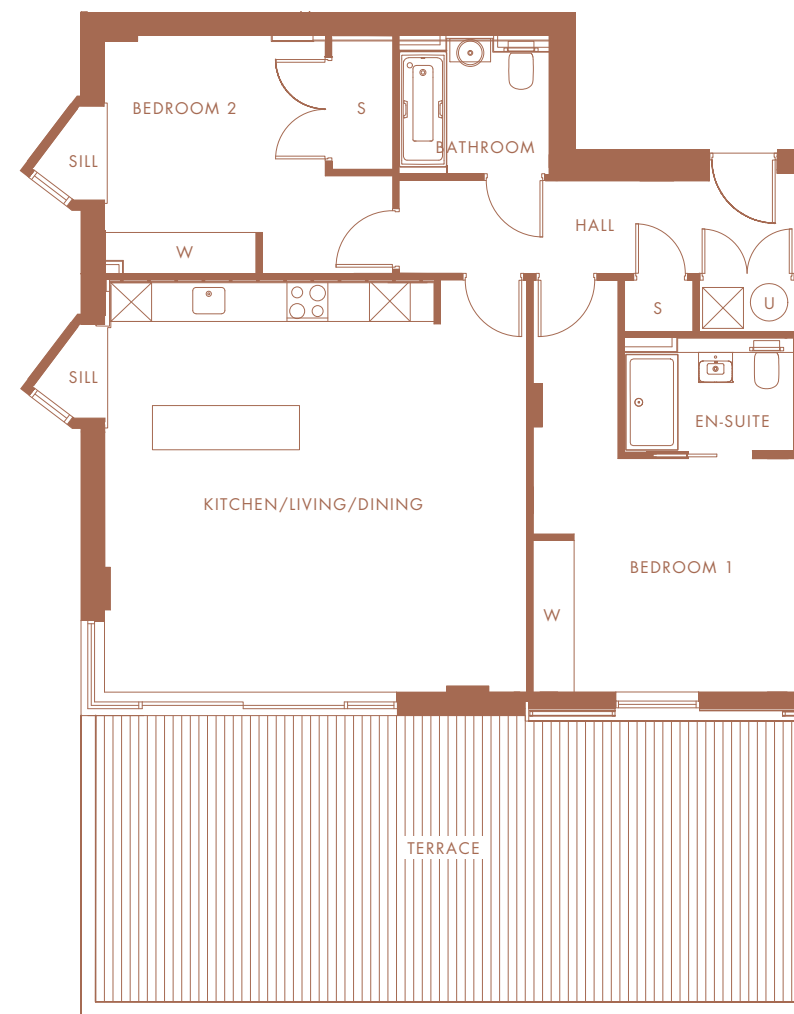 BEDROOM 2
S
BATHROOM
SILL
HALL
W
S
U
SILL
EN-SUITE
KITCHEN/LIVING/DINING
BEDROOM 1
W
TERRACE